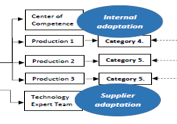 Center of
Competence
Internal
adaptation
Production 1
Category 4.
Production 2
Category 5.
Production 3
Category 5.
Technology
Expert Team
Supplier
adaptation